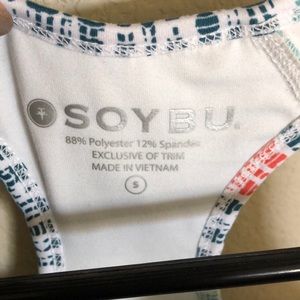 SOYBU®
88% Polyester 12% Spandex
EXCLUSIVE OF TRIM
MADE IN VIETNAM
S